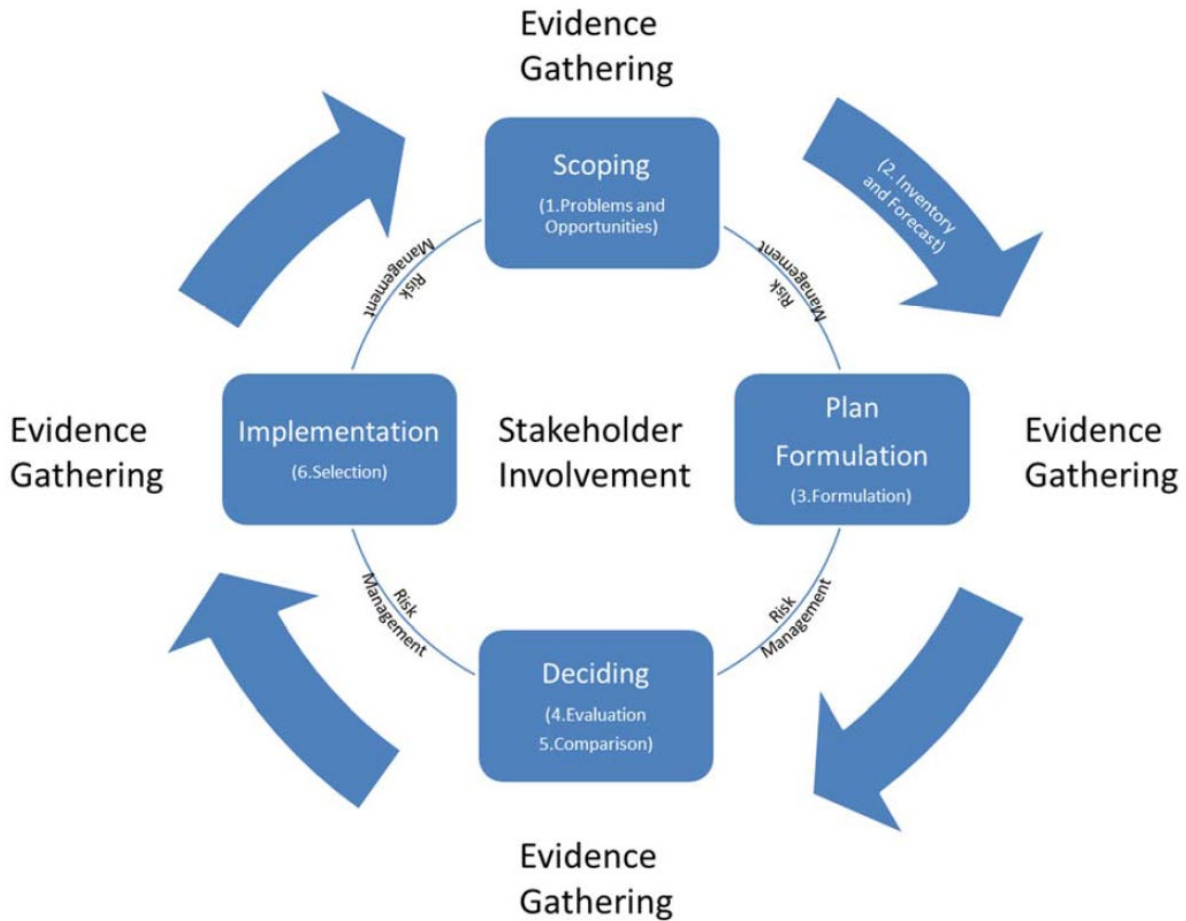 Evidence
Gathering
Scoping
(1.Problems and
Opportunities)
(2. Inventory
and Forecast)
Risk
Management
Risk
Management
Evidence
Gathering
Implementation
(6.Selection)
Stakeholder
Involvement
Plan
Formulation
(3.Formulation)
Evidence
Gathering
Risk
Management
Risk
Management
Deciding
(4.Evaluation
5.Comparison)
Evidence
Gathering